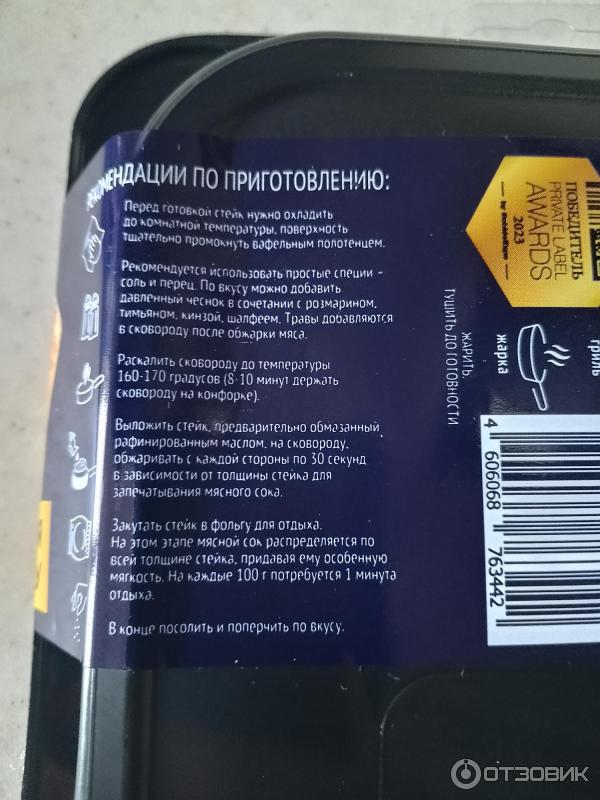 РЕКОМЕНДАЦИИ ПО ПРИГОТОВЛЕНИЮ:
Перед готовкой стейк нужно охладить
до комнатной температуры, поверхность
тщательно промокнуть вафельным полотенцем.
Рекомендуется использовать простые специи –
соль и перец. По вкусу можно добавить
давленный чеснок в сочетании с розмарином,
тимьяном, кинзой, шалфеем. Травы добавляются
в сковороду после обжарки мяса.
Раскалить сковороду до температуры
160-170 градусов (8-10 минут держать
сковороду на конфорке).
Выложить стейк, предварительно обмазанный
рафинированным маслом, на сковороду,
обжаривать с каждой стороны по 30 секунд
в зависимости от толщины стейка для
запечатывания мясного сока.
Закутать стейк в фольгу для отдыха.
На этом этапе мясной сок распределяется по
всей толщине стейка, придавая ему особенную
мягкость. На каждые 100 г потребуется 1 минута
отдыха.
В конце посолить и поперчить по вкусу.
ПОБЕДИТЕЛЬ
PRIVATE LABEL
AWARDS
2023
гриль
жарка
ЖАРИТЬ,
ТУШИТЬ ДО ГОТОВНОСТИ
4 606068 763442
ОТЗОВИК